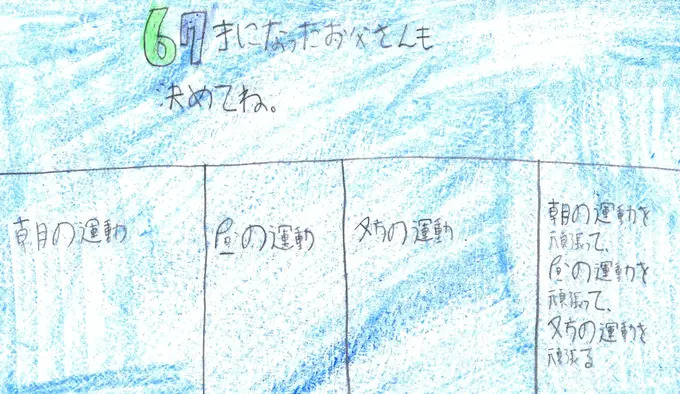 67才になったお父さんも
決めてね。
朝の運動
昼の運動
夕方の運動
朝の運動を
頑張って、
昼の運動を
頑張って、
夕方の運動を
頑張る